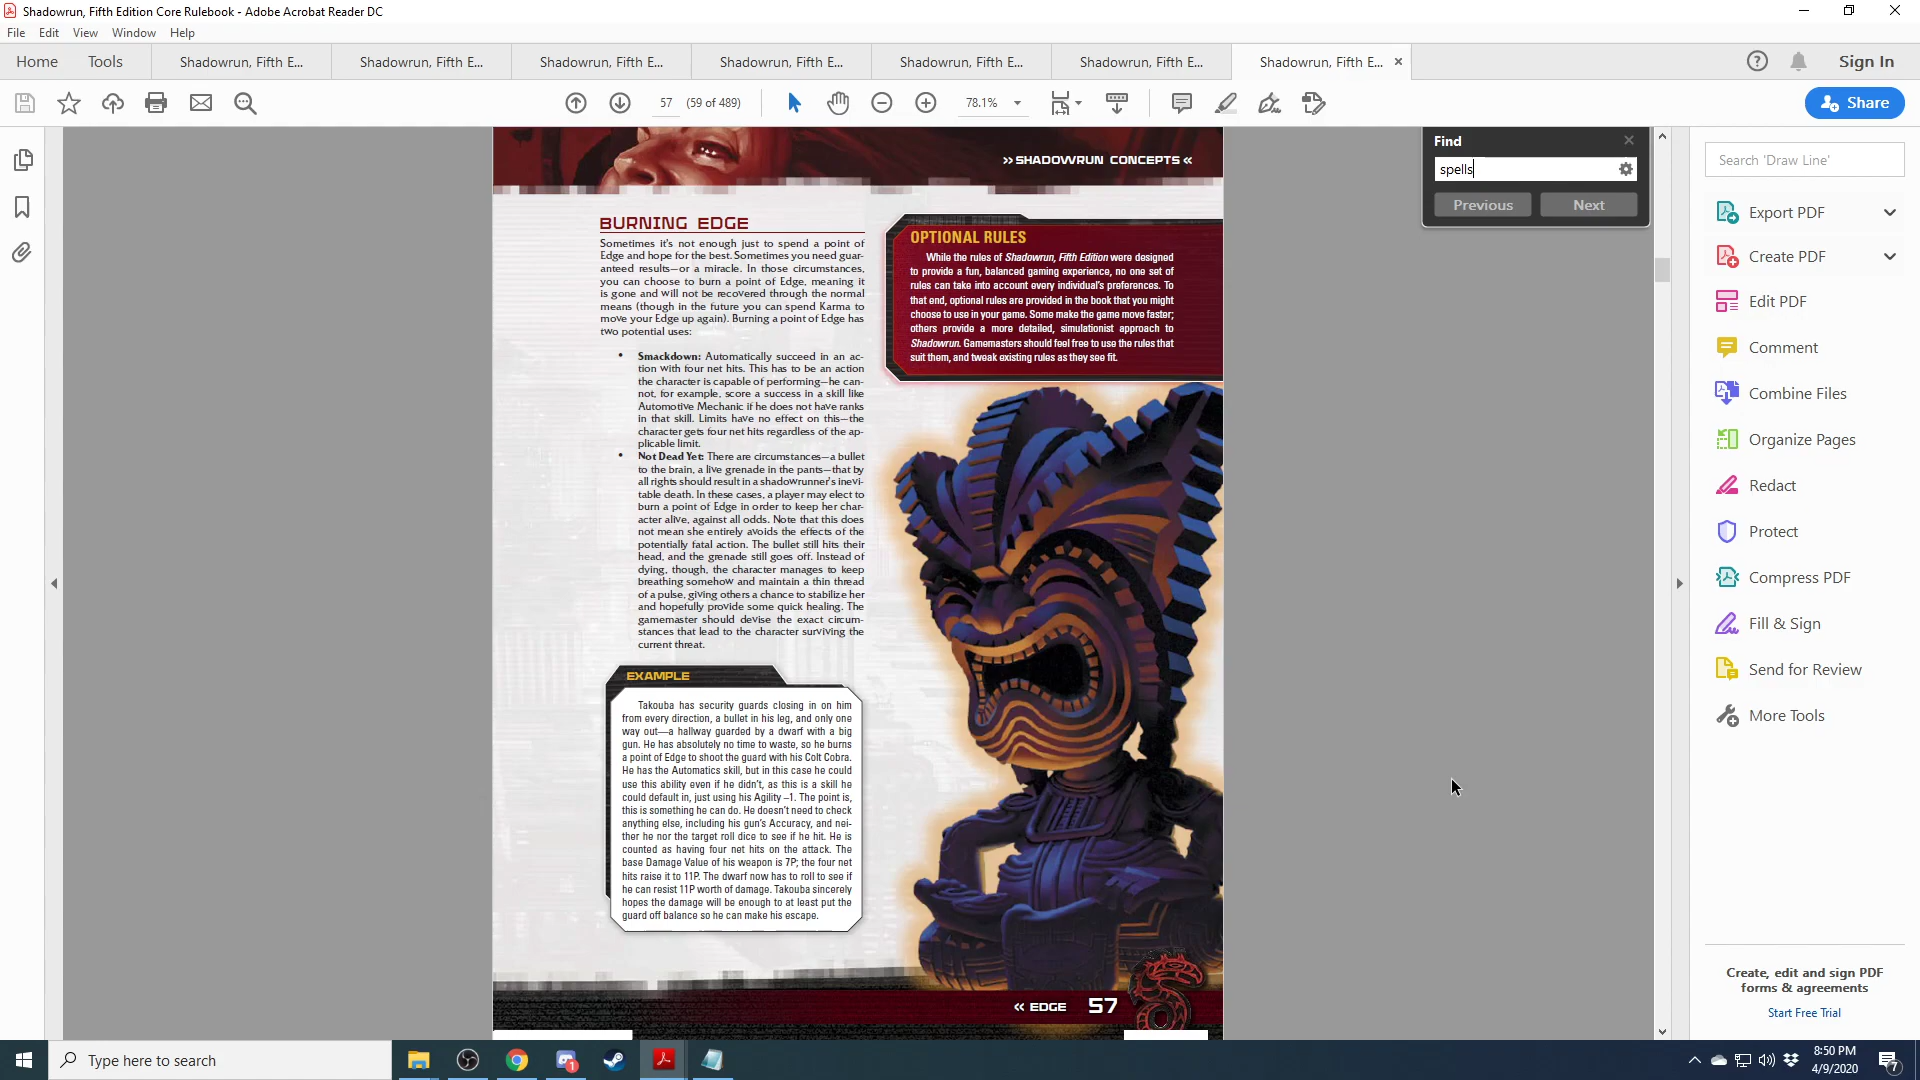 Shadowrun, Fifth Edition Core Rulebook - Adobe Acrobat Reader DC
File Edit View Window Help
Home Tools Shadowrun, Fifth E... Shadowrun, Fifth E... Shadowrun, Fifth E... Shadowrun, Fifth E... Shadowrun, Fifth E... Shadowrun, Fifth E... Shadowrun, Fifth E... × Sign In
57 (59 of 489) 78.1% Share
>> SHADOWRUN CONCEPTS <<
BURNING EDGE
Sometimes it's not enough just to spend a point of
Edge and hope for the best. Sometimes you need guar-
anteed results—or a miracle. In those circumstances,
you can choose to burn a point of Edge, meaning it
is gone and will not be recovered through the normal
means (though in the future you can spend Karma to
move your Edge up again). Burning a point of Edge has
two potential uses:
• Smackdown: Automatically succeed in an ac-
tion with four net hits. This has to be an action
the character is capable of performing—he can-
not, for example, score a success in a skill like
Automotive Mechanic if he does not have ranks
in that skill. Limits have no effect on this—the
character gets four net hits regardless of the ap-
plicable limit.
• Not Dead Yet: There are circumstances—a bullet
to the brain, a live grenade in the pants—that by
all rights should result in a shadowrunner's inevi-
table death. In these cases, a player may elect to
burn a point of Edge in order to keep her char-
acter alive, against all odds. Note that this does
not mean she entirely avoids the effects of the
potentially fatal action. The bullet still hits their
head, and the grenade still goes off. Instead of
dying, though, the character manages to keep
breathing somehow and maintain a thin thread
of a pulse, giving others a chance to stabilize her
and hopefully provide some quick healing. The
gamemaster should devise the exact circum-
stances that lead to the character surviving the
current threat.
EXAMPLE
Takouba has security guards closing in on him
from every direction, a bullet in his leg, and only one
way out—a hallway guarded by a dwarf with a big
gun. He has absolutely no time to waste, so he burns
a point of Edge to shoot the guard with his Colt Cobra.
He has the Automatics skill, but in this case he could
use this ability even if he didn't, as this is a skill he
could default in, just using his Agility –1. The point is,
this is something he can do. He doesn't need to check
anything else, including his gun's Accuracy, and nei-
ther he nor the target roll dice to see if he hit. He is
counted as having four net hits on the attack. The
base Damage Value of his weapon is 7P; the four net
hits raise it to 11P. The dwarf now has to roll to see if
he can resist 11P worth of damage. Takouba sincerely
hopes the damage will be enough to at least put the
guard off balance so he can make his escape.
OPTIONAL RULES
While the rules of Shadowrun, Fifth Edition were designed
to provide a fun, balanced gaming experience, no one set of
rules can take into account every individual's preferences. To
that end, optional rules are provided in the book that you might
choose to use in your game. Some make the game move faster;
others provide a more detailed, simulationist approach to
Shadowrun. Gamemasters should feel free to use the rules that
suit them, and tweak existing rules as they see fit.
<< EDGE 57
Find
spells
Previous Next
Search 'Draw Line'
Export PDF
Create PDF
Edit PDF
Comment
Combine Files
Organize Pages
Redact
Protect
Compress PDF
Fill & Sign
Send for Review
More Tools
Create, edit and sign PDF
forms & agreements
Start Free Trial
Type here to search
1
8:50 PM
4/9/2020
7